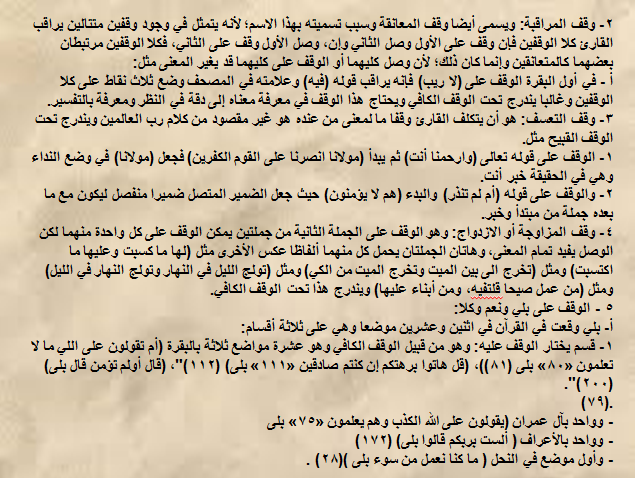 ٢- وقف المراقبة: ويسمى أيضا وقف المعانقة وسبب تسميته بهذا الاسم؛ لأنه يتمثل في وجود وقفين متتالين يراقب
القارئ كلا الوقفين فإن وقف على الأول وصل الثاني وإن، وصل الأول وقف على الثاني، فكلا الوقفين مرتبطان
بعضهما كالمتعانقين وإنما كان ذلك؛ لأن وصل كليهما أو الوقف على كليهما قد يغير المعنى مثل:
أ - في أول البقرة الوقف على (لا ريب) فإنه يراقب قوله (فيه) وعلامته في المصحف وضع ثلاث نقاط على كلا
الوقفين وغالبا يندرج تحت الوقف الكافي ويحتاج هذا الوقف في معرفة معناه إلى دقة في النظر ومعرفة بالتفسير.
٣- وقف التعسف: هو أن يتكلف القارئ وقفا ما لمعنى من عنده هو غير مقصود من كلام رب العالمين ويندرج تحت
الوقف القبيح مثل.
١- الوقف على قوله تعالى (وارحمنا أنت) ثم يبدأ (مولانا انصرنا على القوم الكفرين) فجعل (مولانا) في وضع النداء
وهي في الحقيقة خبر أنت.
٢- والوقف على قوله (أم لم تنذر) والبدء (هم لا يؤمنون) حيث جعل الضمير المتصل ضميرا منفصل ليكون مع ما
بعده جملة من مبتدأ وخبر.
٤- وقف المزاوجة أو الازدواج: وهو الوقف على الجملة الثانية من جملتين يمكن الوقف على كل واحدة منهما لكن
الوصل يفيد تمام المعنى، وهاتان الجملتان يحمل كل منهما ألفاظا عكس الأخرى مثل (لها ما كسبت وعليها ما
اكتسبت) ومثل (تخرج الى بين الميت وتخرج الميت من الكي) ومثل (تولج الليل في النهار وتولج النهار في الليل)
ومثل (من عمل صبحا قلتفيه، ومن أبناء عليها) ويندرج هذا تحت الوقف الكافي.
٥ - الوقف على بلي ونعم وكلا:
أ- بلي وقعت في القرآن في اثنين وعشرين موضعا وهي على ثلاثة أقسام:
١- قسم يختار. الوقف عليه: وهو من قبيل الوقف الكافي وهو عشرة مواضع ثلاثة بالبقرة (أم تقولون على اللي ما لا
تعلمون «٨٠» بلى (٨١))، (قل هاتوا برهتكم إن كنتم صادقين «١١١» بلى) (١١٢)"، (قال أولم تؤمن قال بلى)
(٢٠٠)".
(٧٩).
- وواحد بآل عمران (يقولون على الله الكذب وهم يعلمون «٧٥» بلى
- وواحد بالأعراف ( ألست بربكم قالوا بلى) (١٧٢)
- وأول موضع في النحل ( ما كنا نعمل من سوء بلى )(٢٨) .